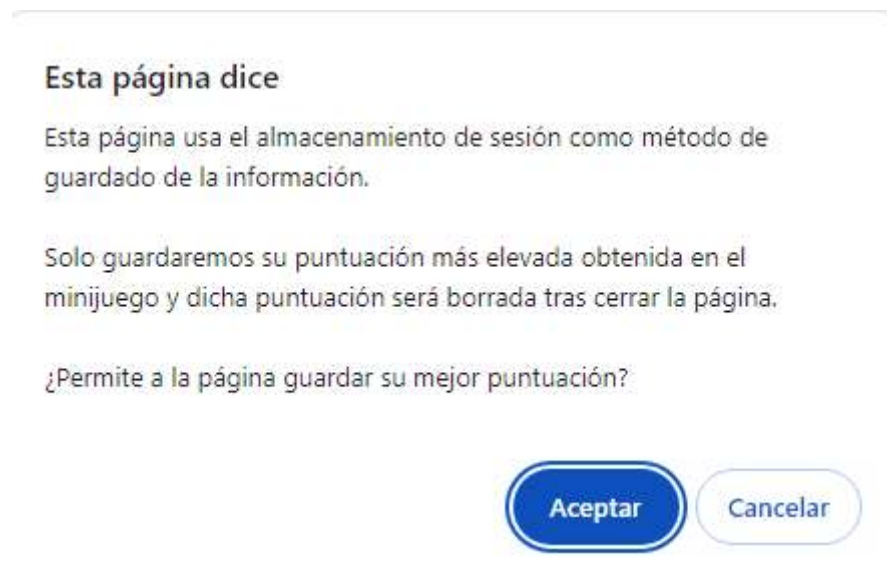 Esta página dice
Esta página usa el almacenamiento de sesión como método de
guardado de la información.
Solo guardaremos su puntuación más elevada obtenida en el
minijuego y dicha puntuación será borrada tras cerrar la página.
¿Permite a la página guardar su mejor puntuación?
Aceptar
Cancelar